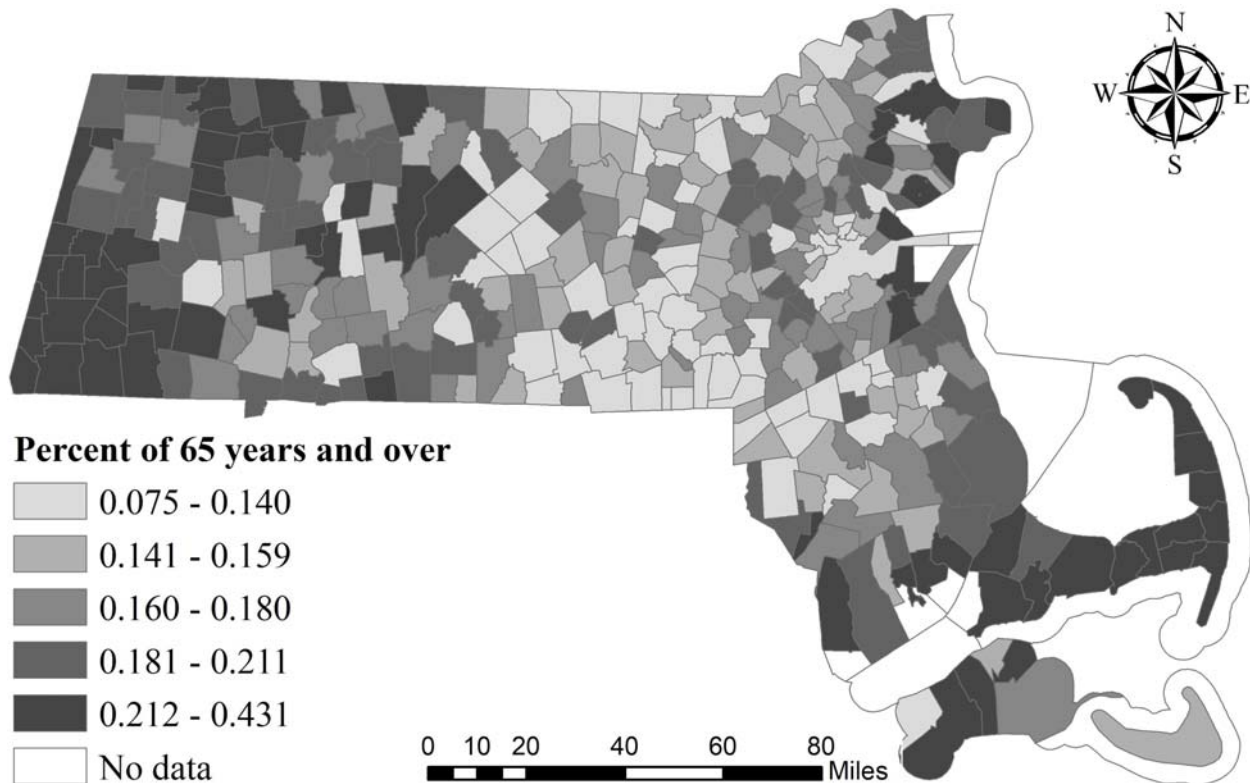 N
W E
S
Percent of 65 years and over
0.075 - 0.140
0.141 - 0.159
0.160 - 0.180
0.181 - 0.211
0.212 - 0.431
No data
0 10 20 40 60 80
Miles